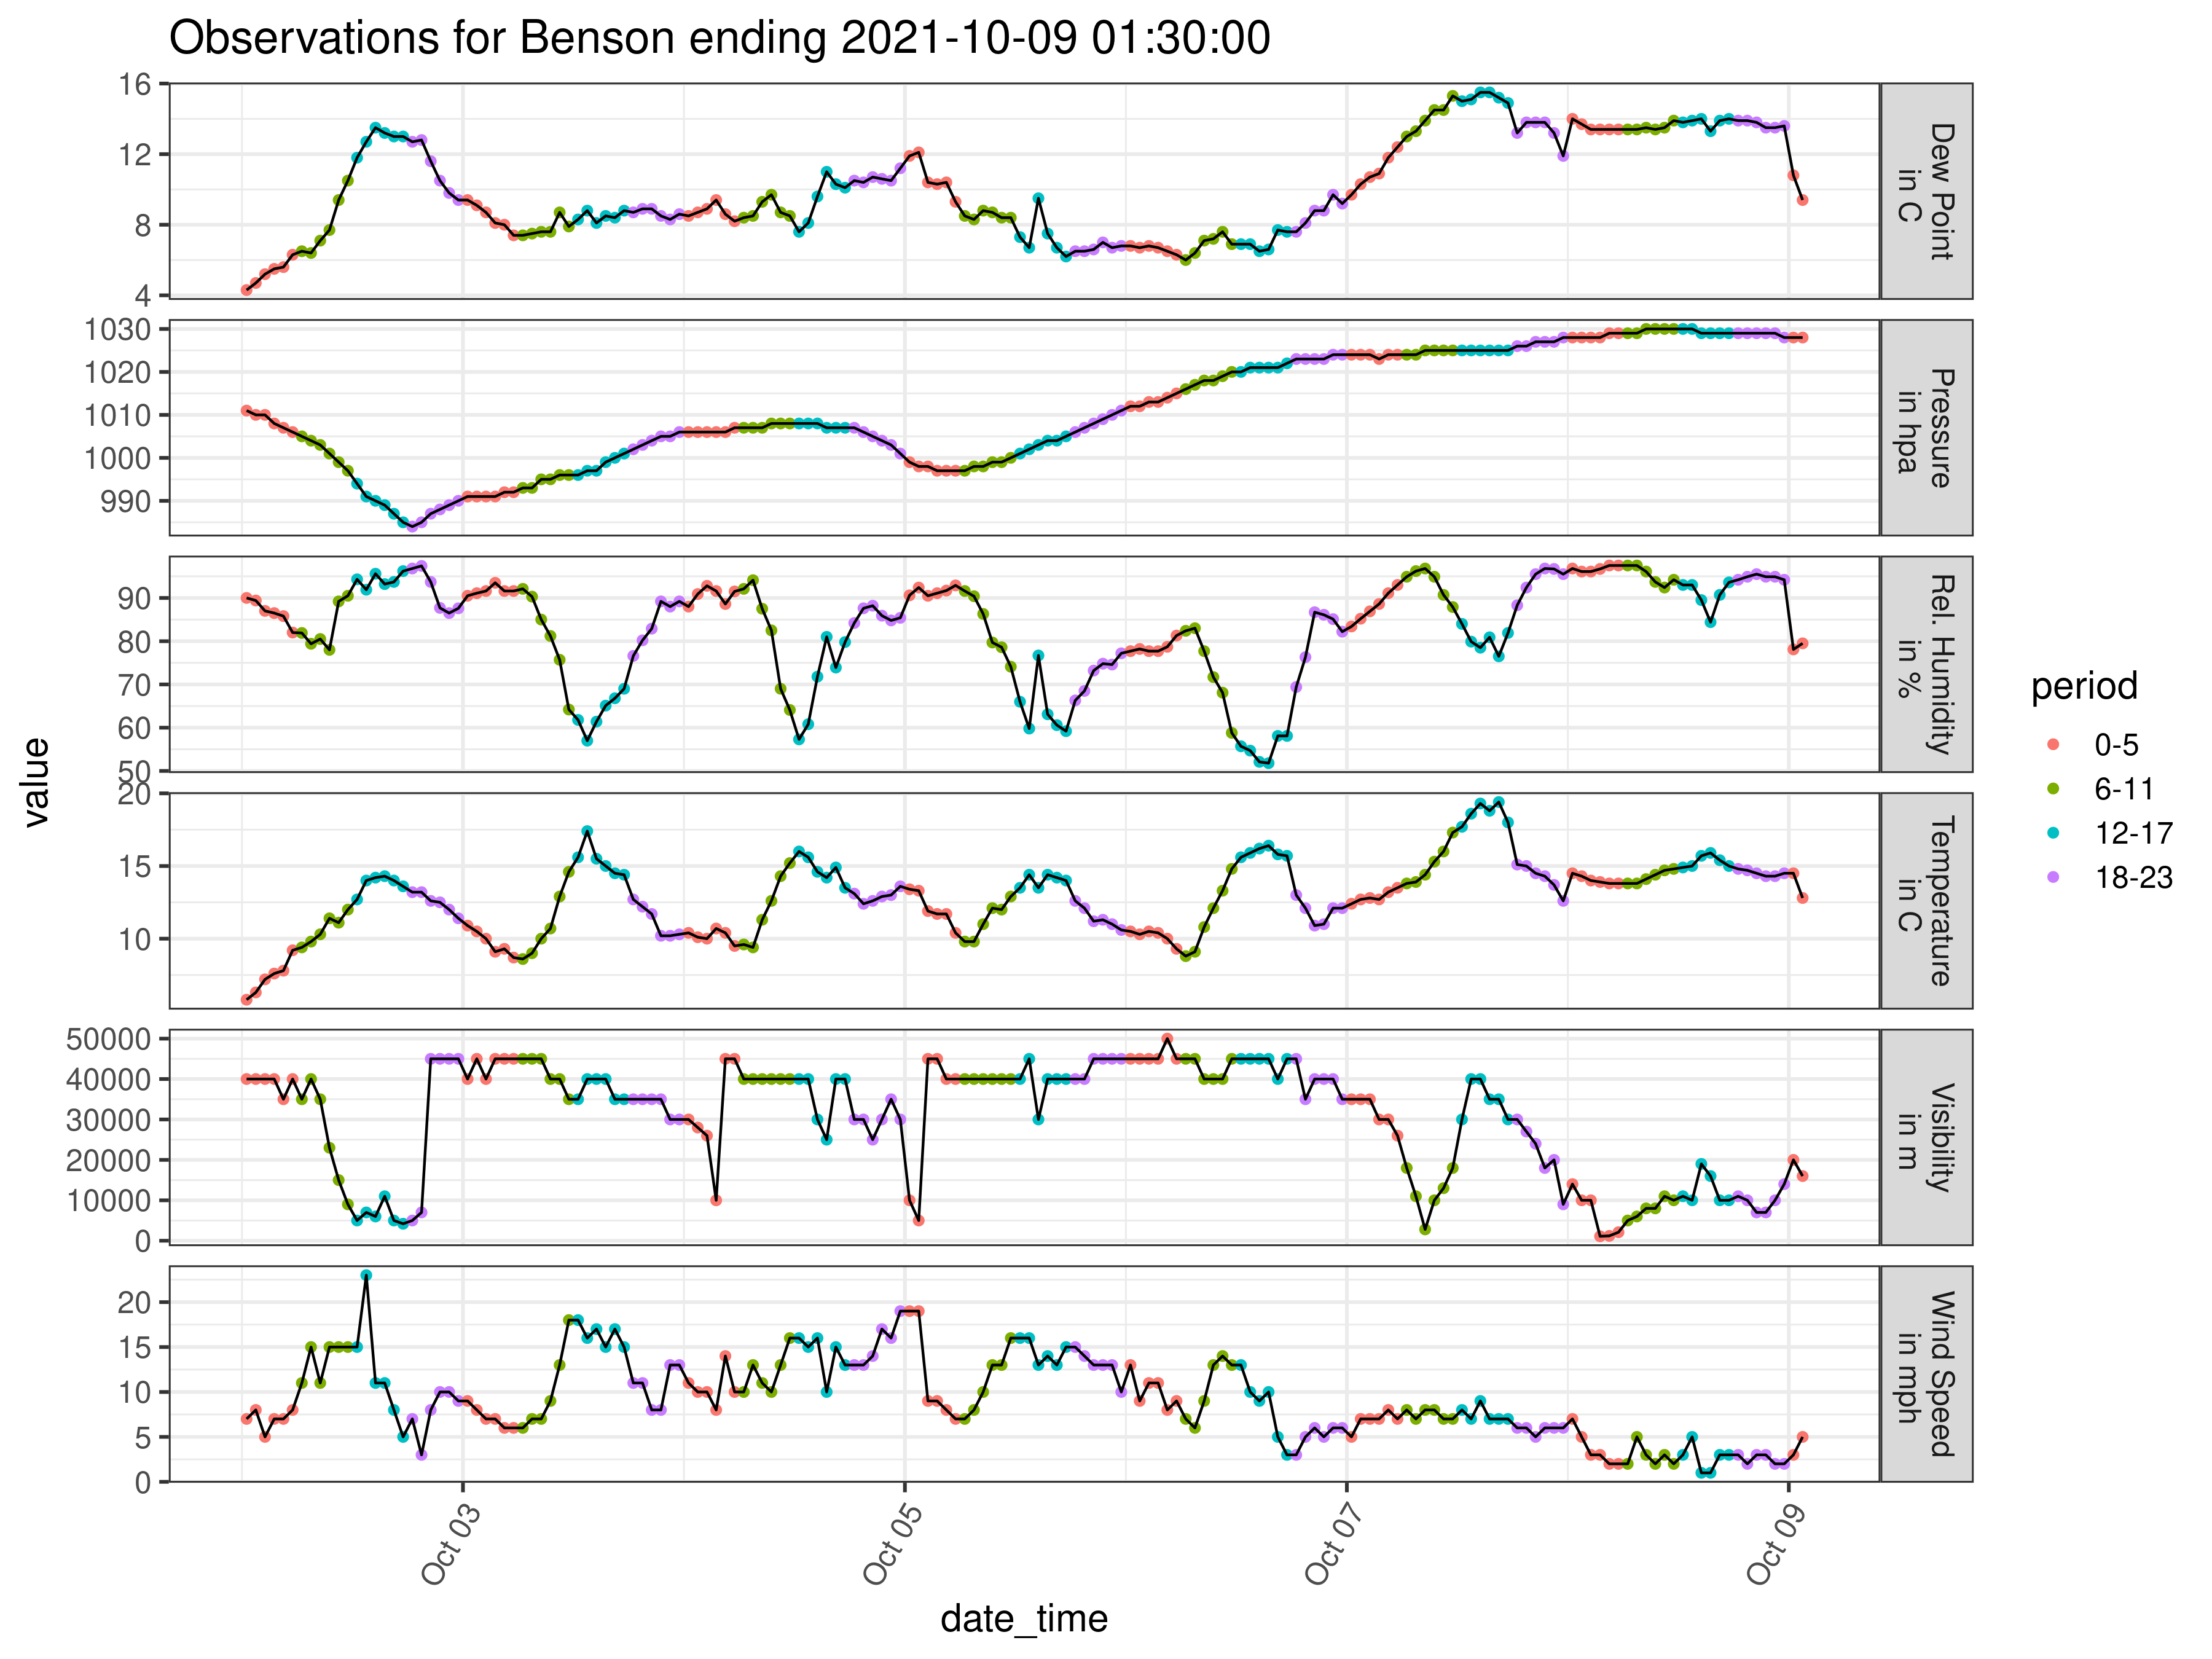 Observations for Benson ending 2021-10-09 01:30:00
value
16
12
8
4
Dew Point
in C
1030
1020
1010
1000
990
Pressure
in hpa
90
80
70
60
50
Rel. Humidity
in %
20
15
10
Temperature
in C
50000
40000
30000
20000
10000
0
Visibility
in m
20
15
10
5
0
Wind Speed
in mph
Oct 03
Oct 05
Oct 07
Oct 09
date_time
period
0-5
6-11
12-17
18-23